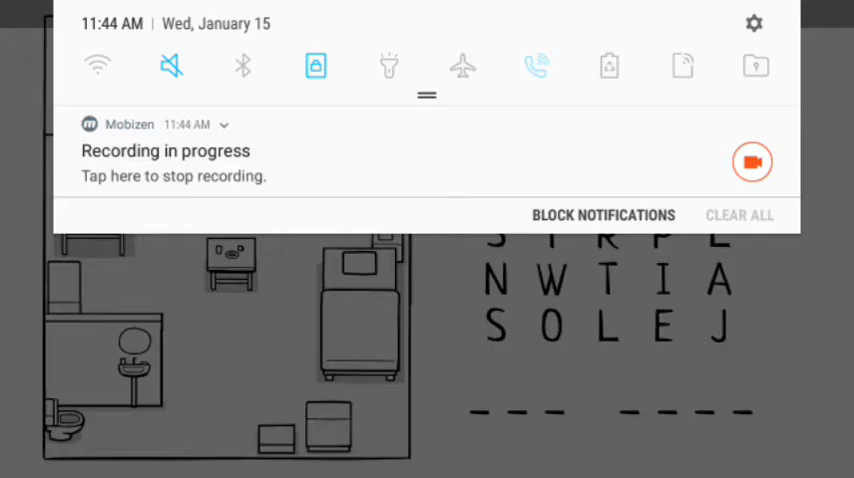 11:44 AM | Wed, January 15
Mobizen 11:44 AM
Recording in progress
Tap here to stop recording.
BLOCK NOTIFICATIONS CLEAR ALL
N W T I A
S O L E J